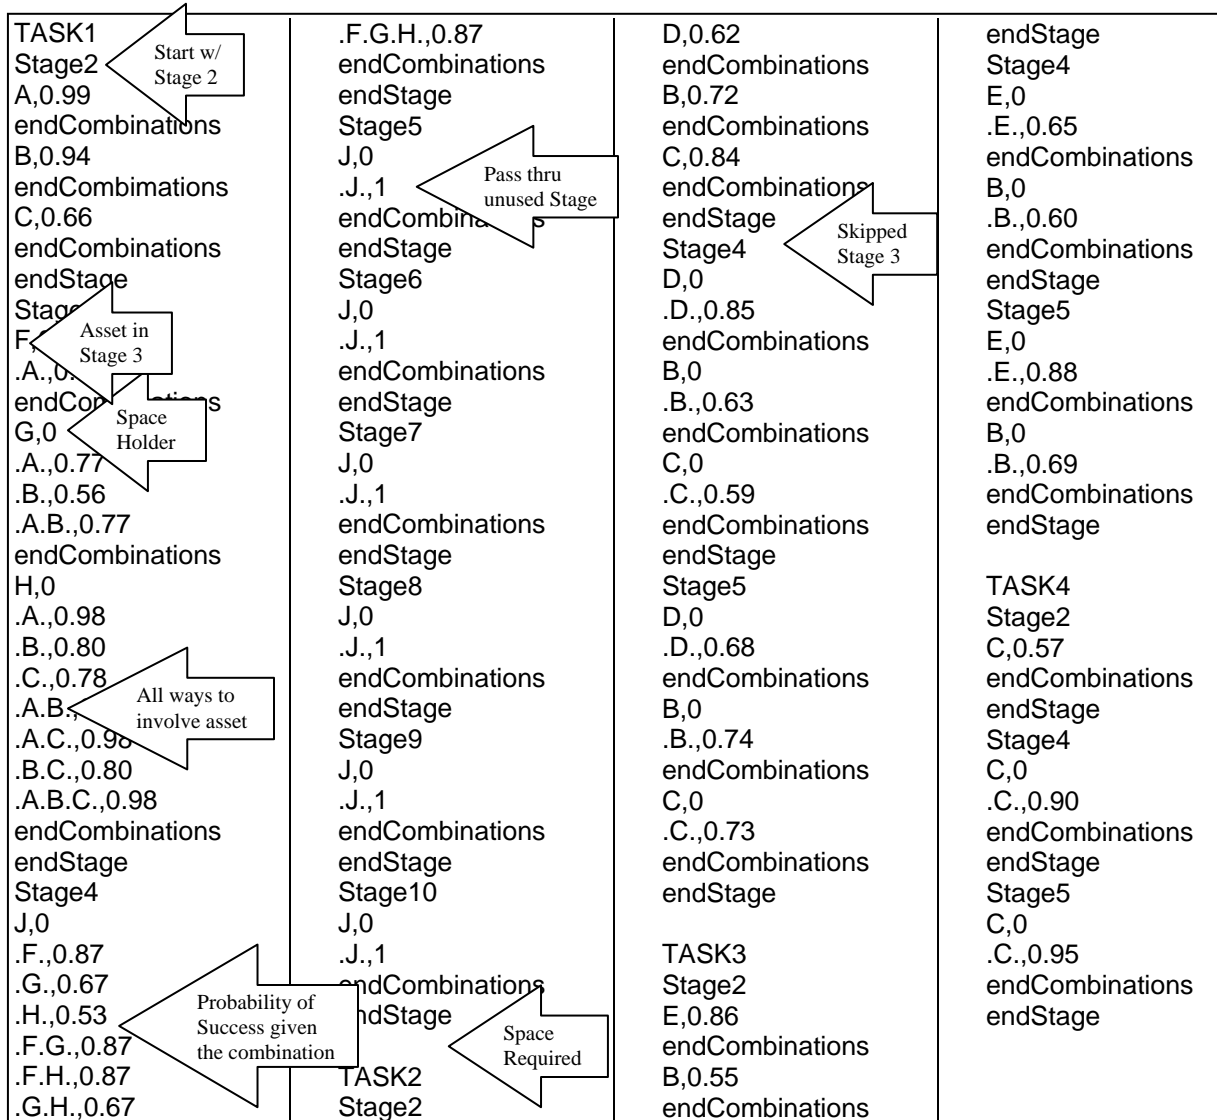 TASK1
Stage2
A,0.99
endCombinations
B,0.94
endCombimations
C,0.66
endCombinations
endStage
F,
.A.,0.
G,0
.A.,0.77
.B.,0.56
.A.B.,0.77
endCombinations
H,0
.A.,0.98
.B.,0.80
.C.,0.78
.A.B.,
.A.C.,0.98
.B.C.,0.80
.A.B.C.,0.98
endCombinations
endStage
Stage4
J,0
.F.,0.87
.G.,0.67
.H.,0.53
.F.G.,0.87
.F.H.,0.87
.G.H.,0.67
Start w/
Stage 2
Asset in
Stage 3
Space
Holder
All ways to
involve asset
Probability of
Success given
the combination
.F.G.H.,0.87
endCombinations
endStage
Stage5
J,0
.J.,1
endCombinations
endStage
Stage6
J,0
.J.,1
endCombinations
endStage
Stage7
J,0
.J.,1
endCombinations
endStage
Stage8
J,0
.J.,1
endCombinations
endStage
Stage9
J,0
.J.,1
endCombinations
endStage
Stage10
J,0
.J.,1
endCombinations
endStage
TASK2
Stage2
Pass thru
unused Stage
Space
Required
D,0.62
endCombinations
B,0.72
endCombinations
C,0.84
endCombinations
endStage
Stage4
D,0
.D.,0.85
endCombinations
B,0
.B.,0.63
endCombinations
C,0
.C.,0.59
endCombinations
endStage
Stage5
D,0
.D.,0.68
endCombinations
B,0
.B.,0.74
endCombinations
C,0
.C.,0.73
endCombinations
endStage
TASK3
Stage2
E,0.86
endCombinations
B,0.55
endCombinations
Skipped
Stage 3
endStage
Stage4
E,0
.E.,0.65
endCombinations
B,0
.B.,0.60
endCombinations
endStage
Stage5
E,0
.E.,0.88
endCombinations
B,0
.B.,0.69
endCombinations
endStage
TASK4
Stage2
C,0.57
endCombinations
endStage
Stage4
C,0
.C.,0.90
endCombinations
endStage
Stage5
C,0
.C.,0.95
endCombinations
endStage